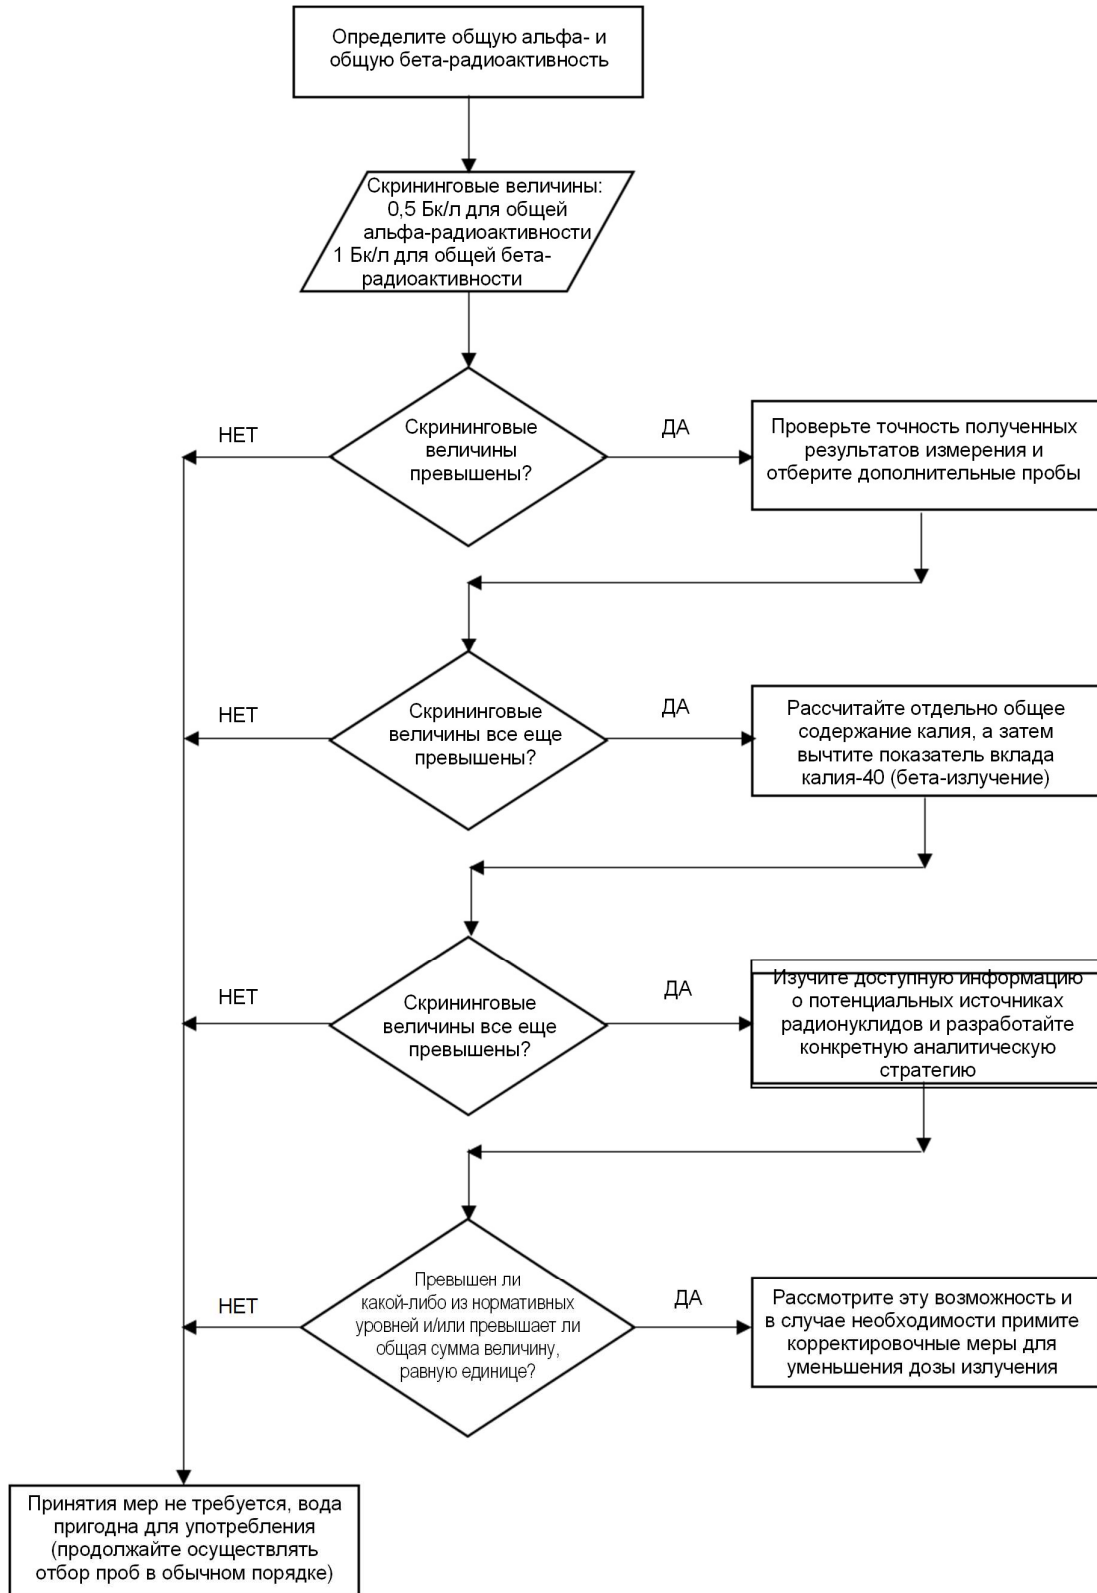 Определите общую альфа- и
общую бета-радиоактивность
Скрининговые величины:
0,5 Бк/л для общей
альфа-радиоактивности
1 Бк/л для общей бета-
радиоактивности
НЕТ
Скрининговые
величины
превышены?
ДА
Проверьте точность полученных
результатов измерения и
отберите дополнительные пробы
НЕТ
Скрининговые
величины все еще
превышены?
ДА
Рассчитайте отдельно общее
содержание калия, а затем
вычтите показатель вклада
калия-40 (бета-излучение)
НЕТ
Скрининговые
величины все еще
превышены?
ДА
Изучите доступную информацию
о потенциальных источниках
радионуклидов и разработайте
конкретную аналитическую
стратегию
НЕТ
Превышен ли
какой-либо из нормативных
уровней и/или превышает ли
общая сумма величину,
равную единице?
ДА
Рассмотрите эту возможность и
в случае необходимости примите
корректировочные меры для
уменьшения дозы излучения
Принятия мер не требуется, вода
пригодна для употребления
(продолжайте осуществлять
отбор проб в обычном порядке)